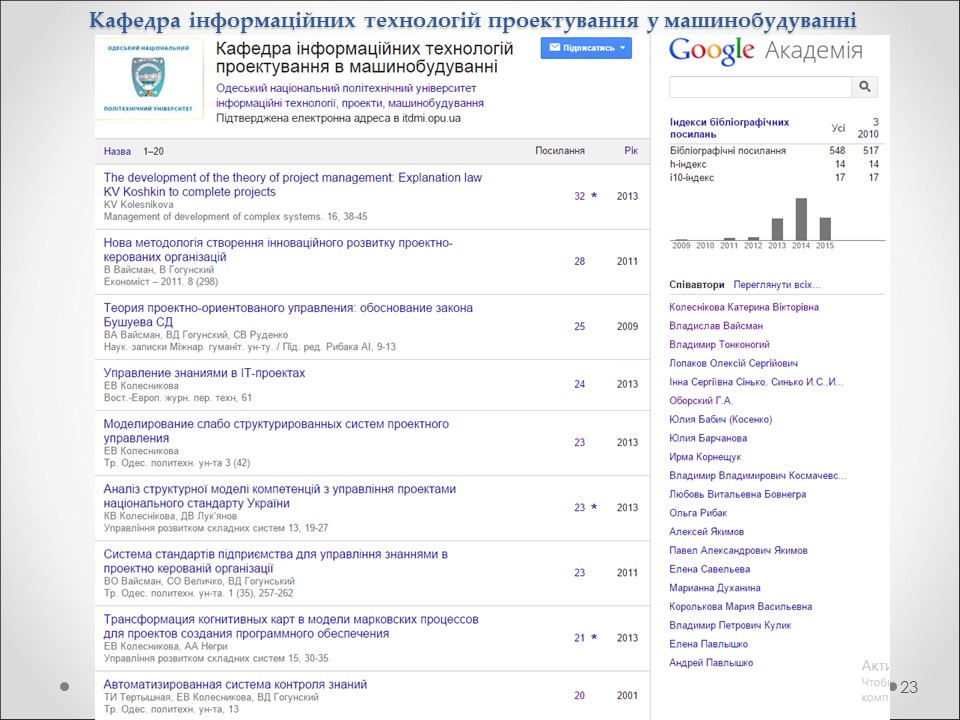 Кафедра інформаційних технологій проектування у машинобудуванні
ОДЕСЬКИЙ НАЦІОНАЛЬНИЙ
ПОЛІТЕХНІЧНИЙ УНІВЕРСИТЕТ
Кафедра інформаційних технологій
проектування в машинобудуванні
Підписатись
Одеський національний політехнічний університет
інформаційні технології, проекти, машинобудування
Підтверджена електронна адреса в itdmi.opu.ua
Назва 1–20 Посилання Рік
The development of the theory of project management: Explanation law
KV Koshkin to complete projects
KV Kolesnikova
Management of development of complex systems. 16, 38-45
32 * 2013
Нова методологія створення інноваційного розвитку проектно-
керованих організацій
В Вайсман, В Гогунский
Економіст – 2011. 8 (298)
28 2011
Теория проектно-ориентованого управления: обоснование закона
Бушуева СД
ВА Вайсман, ВД Гогунский, СВ Руденко
Наук. записки Міжнар. гуманіт. ун-ту. / Під. ред. Рибака АІ, 9-13
25 2009
Управление знаниями в IT-проектах
ЕВ Колесникова
Вост.-Европ. журн. пер. техн, 61
24 2013
Моделирование слабо структурированных систем проектного
управления
ЕВ Колесникова
Тр. Одес. политехн. ун-та 3 (42)
23 2013
Аналіз структурної моделі компетенцій з управління проектами
національного стандарту України
КВ Колеснікова, ДВ Лук'янов
Управління розвитком складних систем 13, 19-27
23 * 2013
Система стандартів підприємства для управління знаннями в
проектно керованій організації
ВО Вайсман, СО Величко, ВД Гогунський
Тр. Одес. политехн. ун-та. 1 (35), 257-262
23 2011
Трансформация когнитивных карт в модели марковских процессов
для проектов создания программного обеспечения
ЕВ Колесникова, АА Негри
Управління розвитком складних систем 15, 30-35
21 * 2013
Автоматизированная система контроля знаний
ТИ Тертышная, ЕВ Колесникова, ВД Гогунский
Тр. Одес. политехн. ун-та, 13
20 2001
Google Академія
Індекси бібліографічних
посилань
Усі
З
2010
Бібліографічні посилання 548 517
h-індекс 14 14
i10-індекс 17 17
2009 2010 2011 2012 2013 2014 2015
Співавтори Переглянути всіх…
Колеснікова Катерина Вікторівна
Владислав Вайсман
Владимир Тонконогий
Лопаков Олексій Сергійович
Інна Сергіївна Сінько, Синько И.С.,И...
Оборский Г.А.
Юлия Бабич (Косенко)
Юлия Барчанова
Ирма Корнещук
Владимир Владимирович Космачевс...
Любовь Витальевна Бовнегра
Ольга Рибак
Алексей Якимов
Павел Александрович Якимов
Елена Савельева
Марианна Духанина
Королькова Мария Васильевна
Владимир Петрович Кулик
Елена Павлышко
Андрей Павлышко
Акти
Чтобы
комп
23